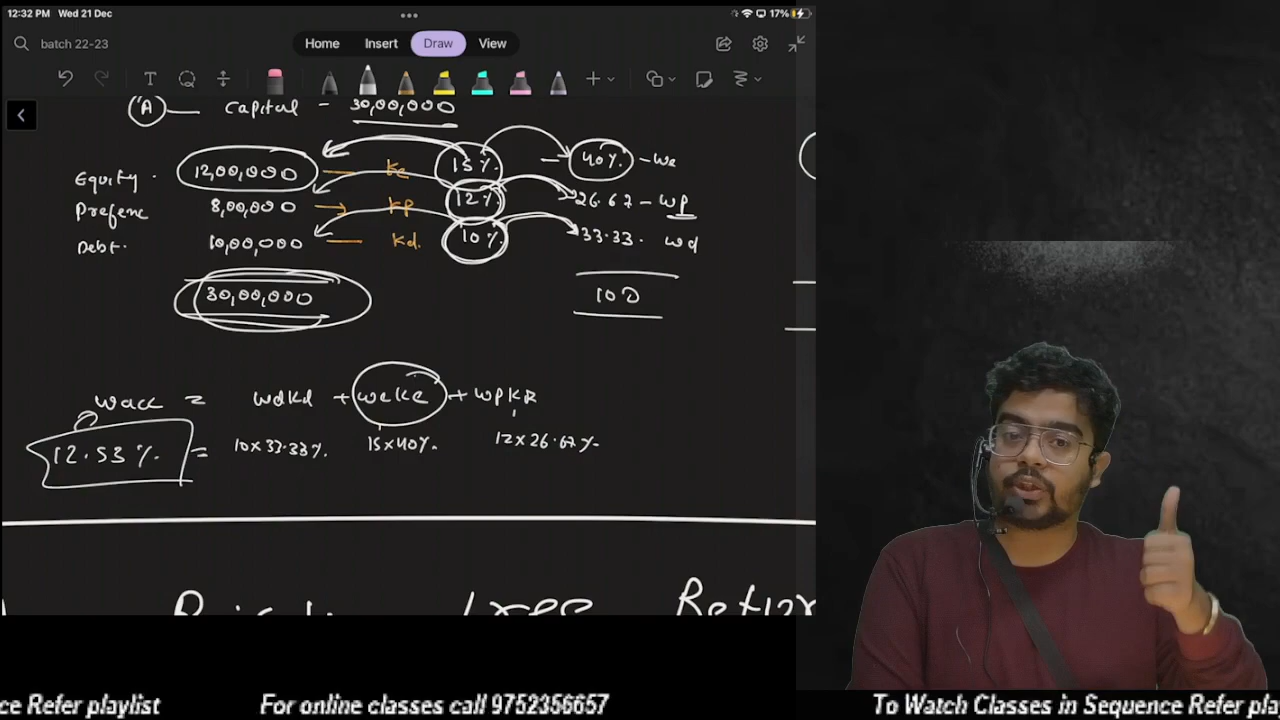 12:32 PM Wed 21 Dec
17%
batch 22-23
Home Insert Draw View
(A) — Capital - 30,00,000
Equity. 12,00,000 — Ke 15% — 40% - We
Prefenc 8,00,000 → Kp 12% 26.67 - Wp
Debt. 10,00,000 — Kd. 10% 33.33. Wd
30,00,000 100
Wacc = WdKd + WeKe + WpKp
12.53% = 10 x 33.33%. 15 x 40%. 12 x 26.67%.
ce Refer playlist For online classes call 9752356657 To Watch Classes in Sequence Refer pla